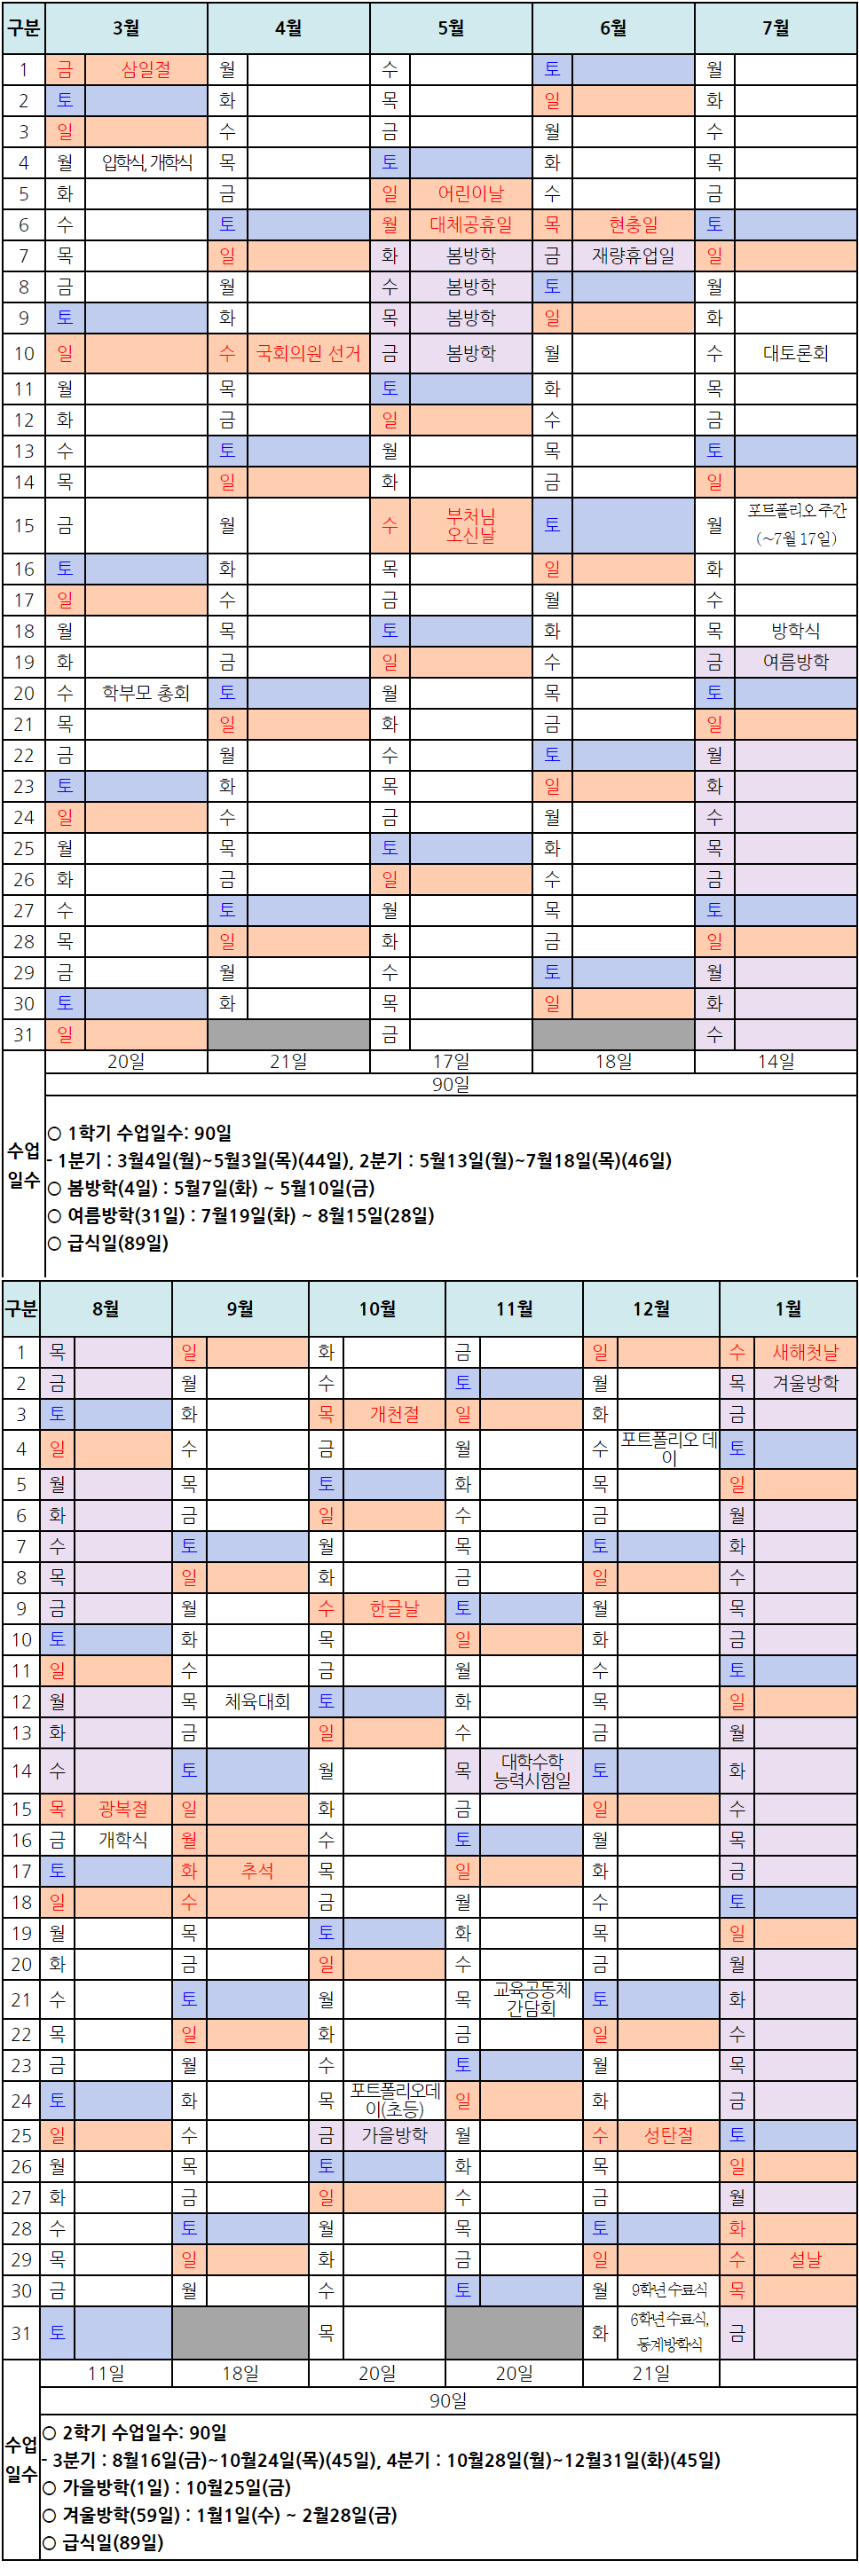 구분 3월 4월 5월 6월 7월
1 금 삼일절 월 수 토 월
2 토 화 목 일 화
3 일 수 금 월 수
4 월 입학식, 개학식 목 토 화 목
5 화 금 일 어린이날 수 금
6 수 토 월 대체공휴일 목 현충일 토
7 목 일 화 봄방학 금 재량휴업일 일
8 금 월 수 봄방학 토 월
9 토 화 목 봄방학 일 화
10 일 수 국회의원 선거 금 봄방학 월 수 대토론회
11 월 목 토 화 목
12 화 금 일 수 금
13 수 토 월 목 토
14 목 일 화 금 일
15 금 월 수 부처님
오신날 토 월 포트폴리오 주간
(~7월 17일)
16 토 화 목 일 화
17 일 수 금 월 수
18 월 목 토 화 목 방학식
19 화 금 일 수 금 여름방학
20 수 학부모 총회 토 월 목 토
21 목 일 화 금 일
22 금 월 수 토 월
23 토 화 목 일 화
24 일 수 금 월 수
25 월 목 토 화 목
26 화 금 일 수 금
27 수 토 월 목 토
28 목 일 화 금 일
29 금 월 수 토 월
30 토 화 목 일 화
31 일 금 수
20일 21일 17일 18일 14일
90일
수업
일수
○ 1학기 수업일수: 90일
- 1분기 : 3월4일(월)~5월3일(목)(44일), 2분기 : 5월13일(월)~7월18일(목)(46일)
○ 봄방학(4일) : 5월7일(화) ~ 5월10일(금)
○ 여름방학(31일) : 7월19일(화) ~ 8월15일(28일)
○ 급식일(89일)
구분 8월 9월 10월 11월 12월 1월
1 목 일 화 금 일 수 새해첫날
2 금 월 수 토 월 목 겨울방학
3 토 화 목 개천절 일 화 금
4 일 수 금 월 수 포트폴리오 데
이 토
5 월 목 토 화 목 일
6 화 금 일 수 금 월
7 수 토 월 목 토 화
8 목 일 화 금 일 수
9 금 월 수 한글날 토 월 목
10 토 화 목 일 화 금
11 일 수 금 월 수 토
12 월 목 체육대회 토 화 목 일
13 화 금 일 수 금 월
14 수 토 월 목 대학수학
능력시험일 토 화
15 목 광복절 일 화 금 일 수
16 금 개학식 월 수 토 월 목
17 토 화 추석 목 일 화 금
18 일 수 금 월 수 토
19 월 목 토 화 목 일
20 화 금 일 수 금 월
21 수 토 월 목 교육공동체
간담회 토 화
22 목 일 화 금 일 수
23 금 월 수 토 월 목
24 토 화 목 포트폴리오데
이(초등) 일 화 금
25 일 수 금 가을방학 월 수 성탄절 토
26 월 목 토 화 목 일
27 화 금 일 수 금 월
28 수 토 월 목 토 화
29 목 일 화 금 일 수 설날
30 금 월 수 토 월 9학년 수료식 목
31 토 목 화 6학년 수료식,
동계방학식 금
11일 18일 20일 20일 21일
90일
수업
일수
○ 2학기 수업일수: 90일
- 3분기 : 8월16일(금)~10월24일(목)(45일), 4분기 : 10월28일(월)~12월31일(화)(45일)
○ 가을방학(1일) : 10월25일(금)
○ 겨울방학(59일) : 1월1일(수) ~ 2월28일(금)
○ 급식일(89일)